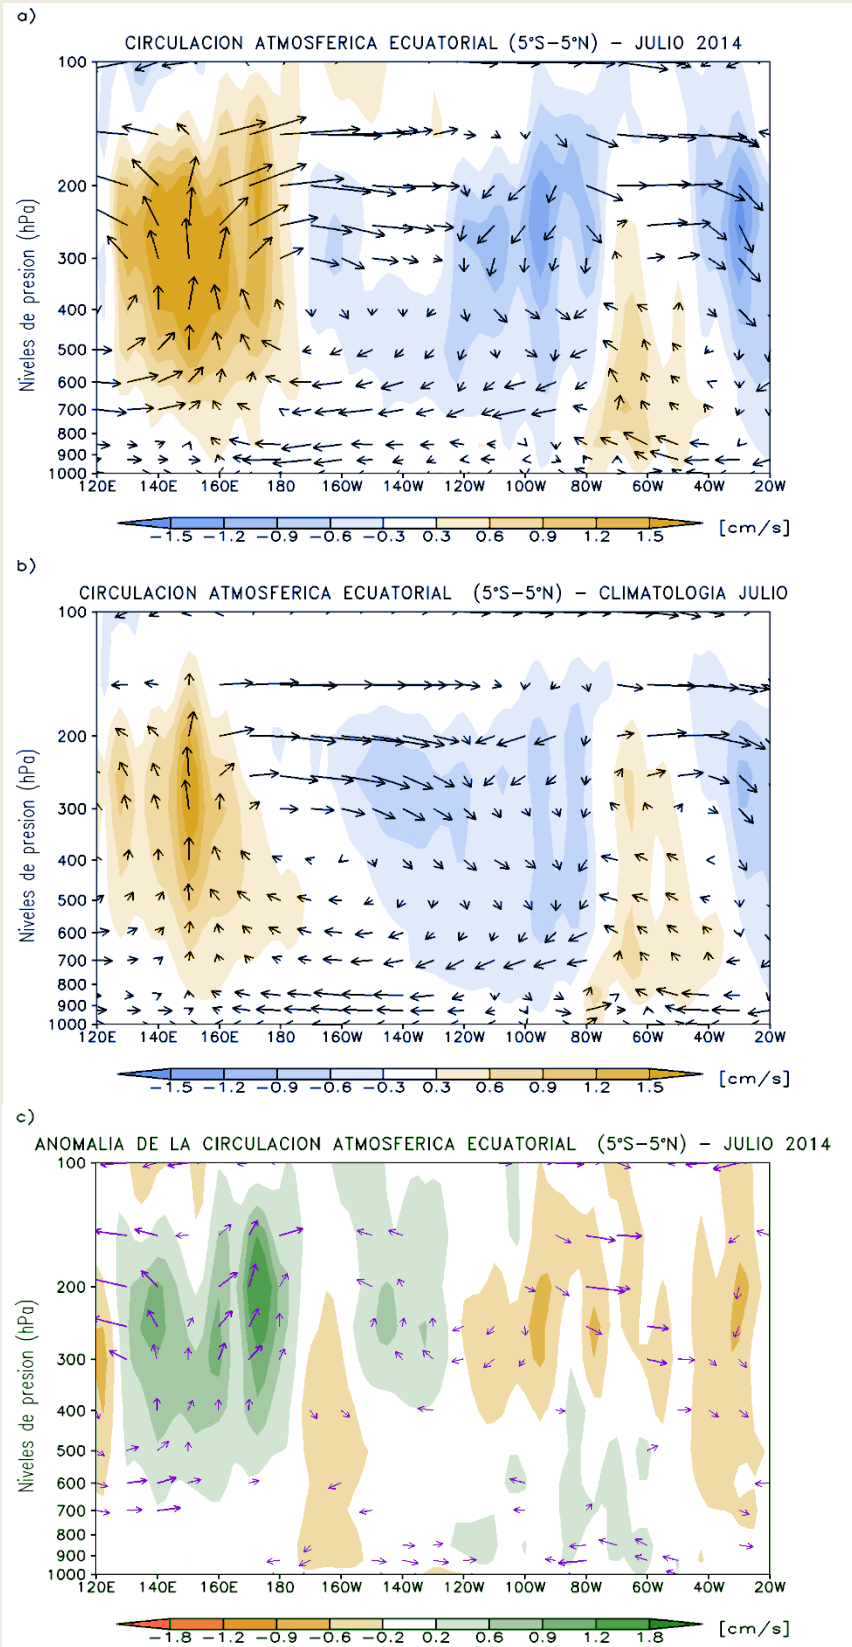 a)
CIRCULACION ATMOSFERICA ECUATORIAL (5°S–5°N) – JULIO 2014
Niveles de presion (hPa)
100
200
300
400
500
600
700
800
900
1000
120E 140E 160E 180 160W 140W 120W 100W 80W 60W 40W 20W
−1.5 −1.2 −0.9 −0.6 −0.3 0.3 0.6 0.9 1.2 1.5 [cm/s]
b)
CIRCULACION ATMOSFERICA ECUATORIAL (5°S–5°N) – CLIMATOLOGIA JULIO
Niveles de presion (hPa)
100
200
300
400
500
600
700
800
900
1000
120E 140E 160E 180 160W 140W 120W 100W 80W 60W 40W 20W
−1.5 −1.2 −0.9 −0.6 −0.3 0.3 0.6 0.9 1.2 1.5 [cm/s]
c)
ANOMALIA DE LA CIRCULACION ATMOSFERICA ECUATORIAL (5°S–5°N) – JULIO 2014
Niveles de presion (hPa)
100
200
300
400
500
600
700
800
900
1000
120E 140E 160E 180 160W 140W 120W 100W 80W 60W 40W 20W
−1.8 −1.2 −0.9 −0.6 −0.2 0.2 0.6 0.9 1.2 1.8 [cm/s]